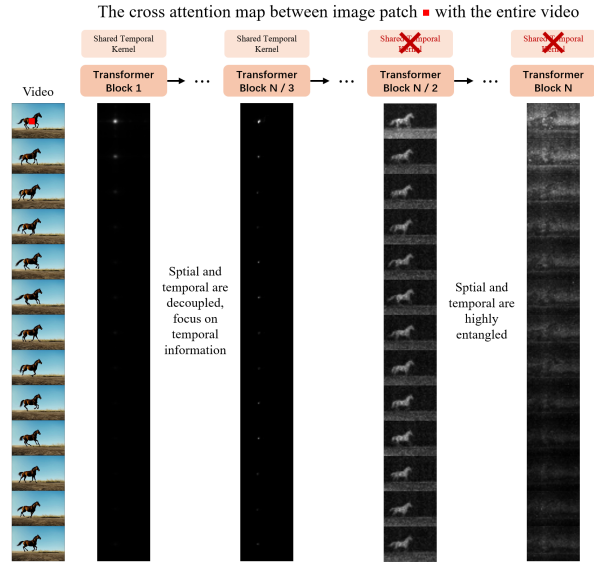 The cross attention map between image patch with the entire video
Shared Temporal
Kernel
Shared Temporal
Kernel
Shared Temporal
Kernel
Shared Temporal
Kernel
Transformer
Block 1
...
Transformer
Block N / 3
...
Transformer
Block N / 2
...
Transformer
Block N
Video
Sptial and
temporal are
decoupled,
focus on
temporal
information
Sptial and
temporal are
highly
entangled